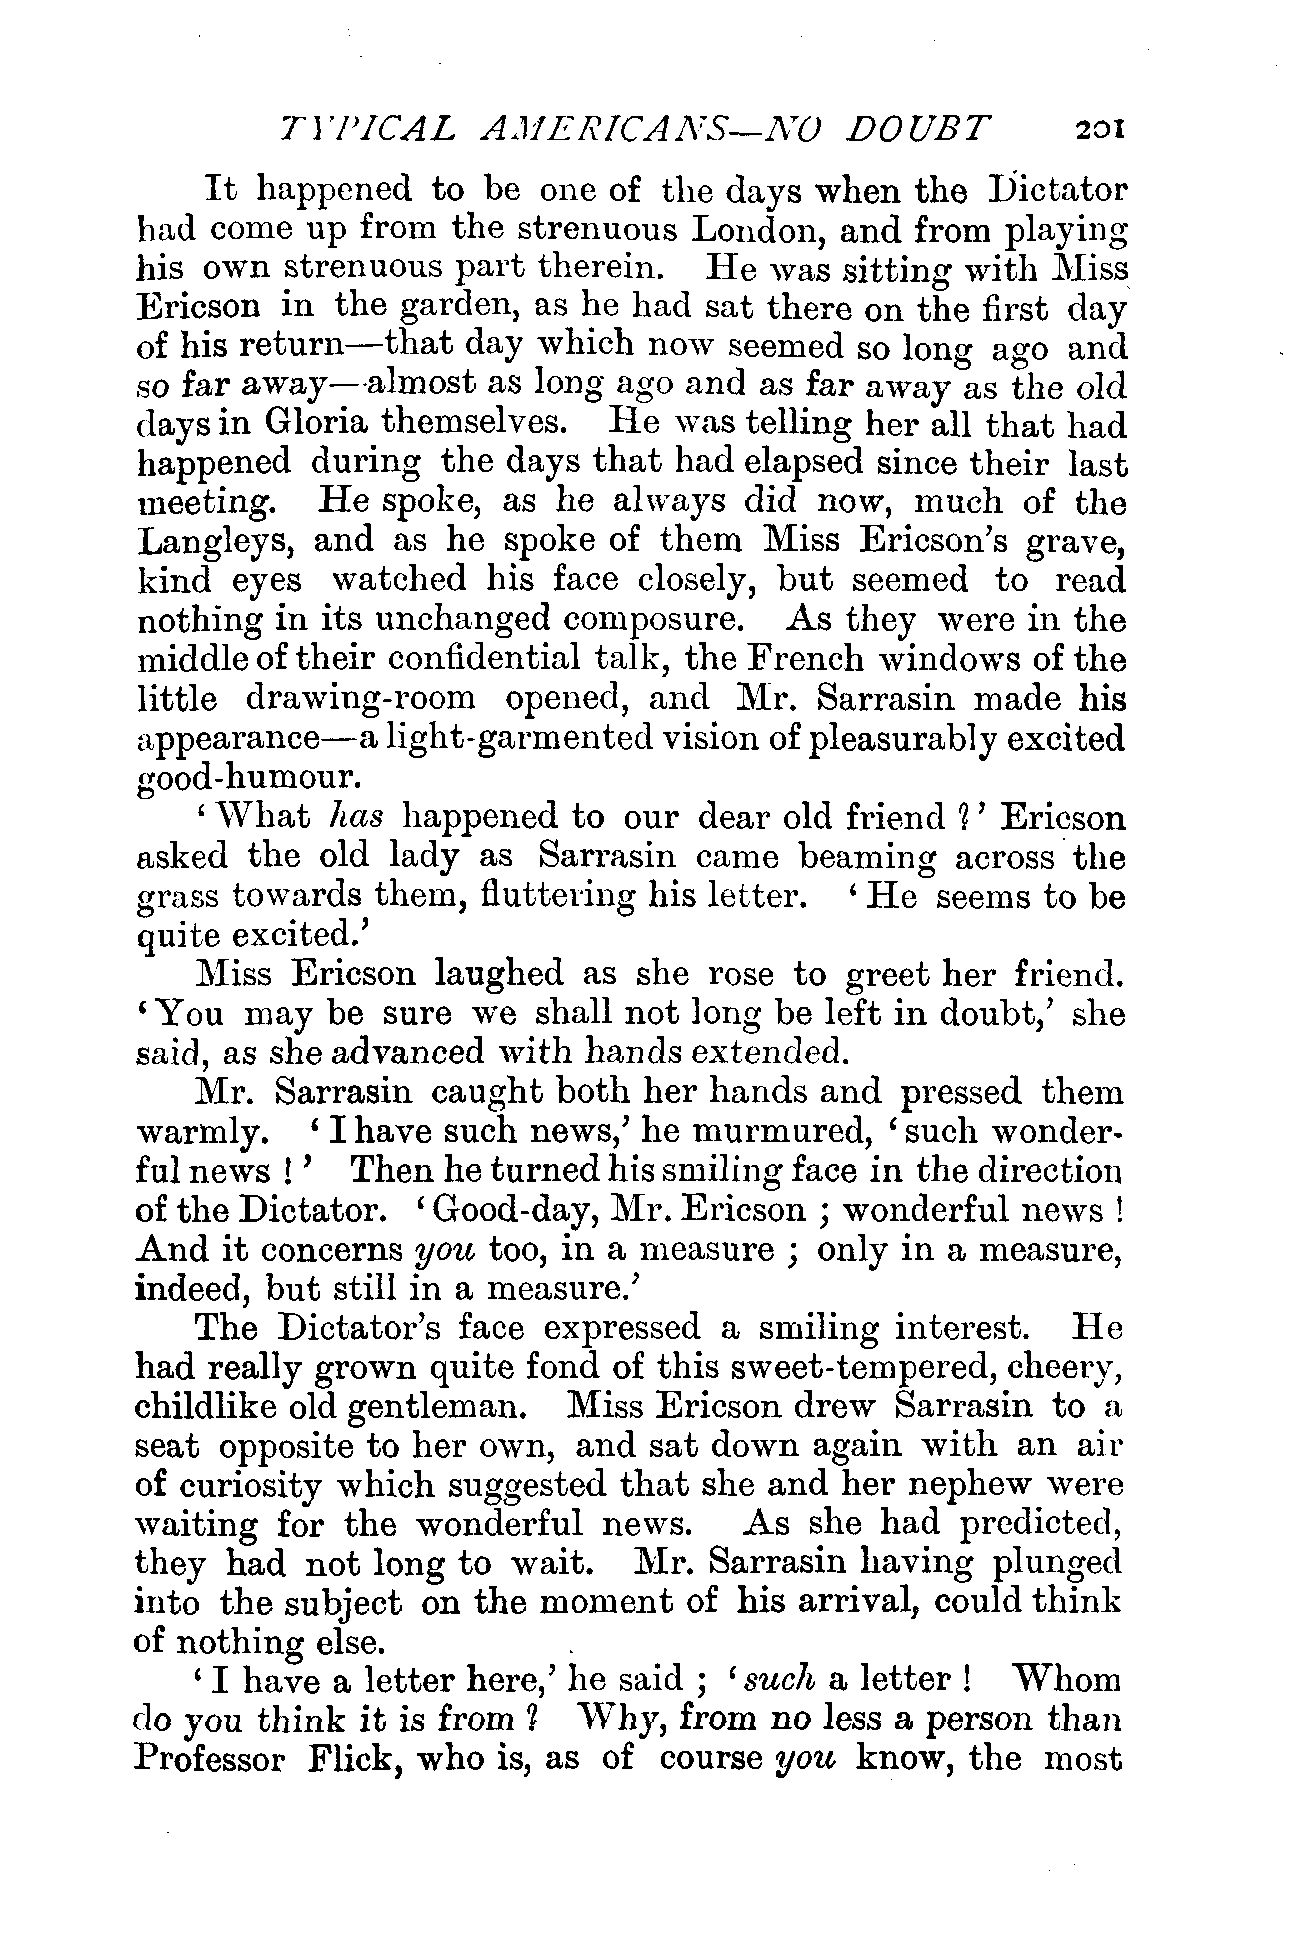 TYPICAL AMERICANS—NO DOUBT 201
It happened to be one of the days when the Dictator
had come up from the strenuous London, and from playing
his own strenuous part therein. He was sitting with Miss
Ericson in the garden, as he had sat there on the first day
of his return—that day which now seemed so long ago and
so far away—almost as long ago and as far away as the old
days in Gloria themselves. He was telling her all that had
happened during the days that had elapsed since their last
meeting. He spoke, as he always did now, much of the
Langleys, and as he spoke of them Miss Ericson's grave,
kind eyes watched his face closely, but seemed to read
nothing in its unchanged composure. As they were in the
middle of their confidential talk, the French windows of the
little drawing-room opened, and Mr. Sarrasin made his
appearance—a light-garmented vision of pleasurably excited
good-humour.
‘What has happened to our dear old friend?’ Ericson
asked the old lady as Sarrasin came beaming across the
grass towards them, fluttering his letter. ‘He seems to be
quite excited.’
Miss Ericson laughed as she rose to greet her friend.
‘You may be sure we shall not long be left in doubt,’ she
said, as she advanced with hands extended.
Mr. Sarrasin caught both her hands and pressed them
warmly. ‘I have such news,’ he murmured, ‘such wonder-
ful news!’ Then he turned his smiling face in the direction
of the Dictator. ‘Good-day, Mr. Ericson; wonderful news!
And it concerns you too, in a measure; only in a measure,
indeed, but still in a measure.’
The Dictator's face expressed a smiling interest. He
had really grown quite fond of this sweet-tempered, cheery,
childlike old gentleman. Miss Ericson drew Sarrasin to a
seat opposite to her own, and sat down again with an air
of curiosity which suggested that she and her nephew were
waiting for the wonderful news. As she had predicted,
they had not long to wait. Mr. Sarrasin having plunged
into the subject on the moment of his arrival, could think
of nothing else.
‘I have a letter here,’ he said; ‘such a letter! Whom
do you think it is from? Why, from no less a person than
Professor Flick, who is, as of course you know, the most